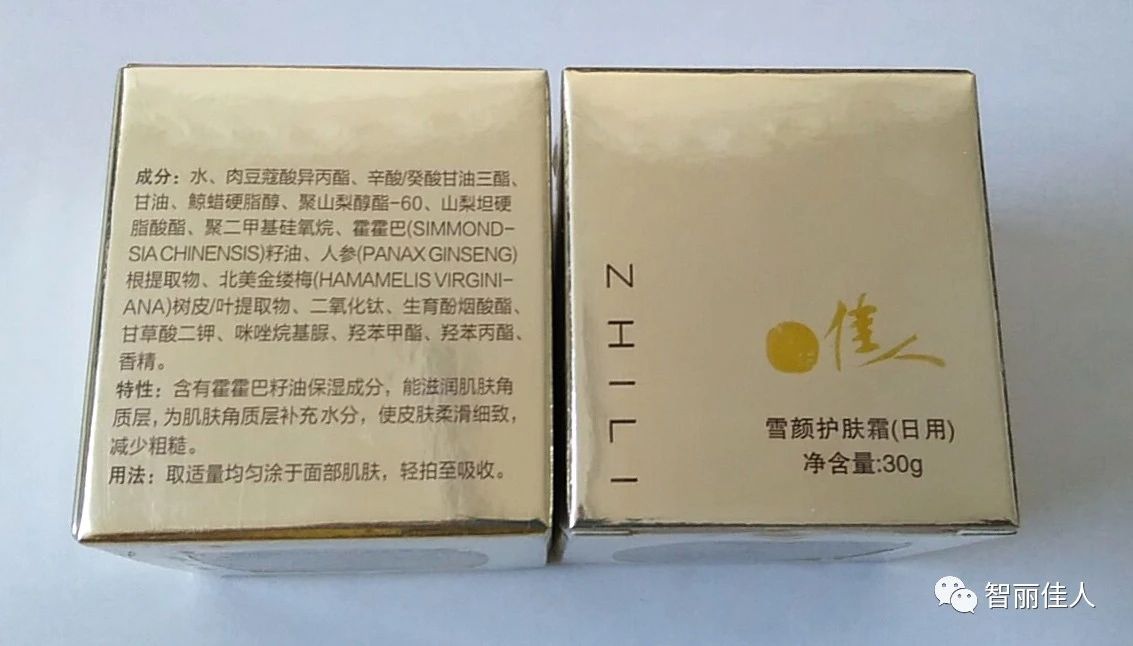 成分：水、肉豆蔻酸异丙酯、辛酸/癸酸甘油三酯、
甘油、鲸蜡硬脂醇、聚山梨醇酯-60、山梨坦硬
脂酸酯、聚二甲基硅氧烷、霍霍巴(SIMMOND-
SIA CHINENSIS)籽油、人参(PANAX GINSENG)
根提取物、北美金缕梅(HAMAMELIS VIRGINI-
ANA)树皮/叶提取物、二氧化钛、生育酚烟酸酯、
甘草酸二钾、咪唑烷基脲、羟苯甲酯、羟苯丙酯、
香精。
特性：含有霍霍巴籽油保湿成分，能滋润肌肤角
质层，为肌肤角质层补充水分，使皮肤柔滑细致，
减少粗糙。
用法：取适量均匀涂于面部肌肤，轻拍至吸收。
ZHILI
佳人
雪颜护肤霜(日用)
净含量:30g
智丽佳人